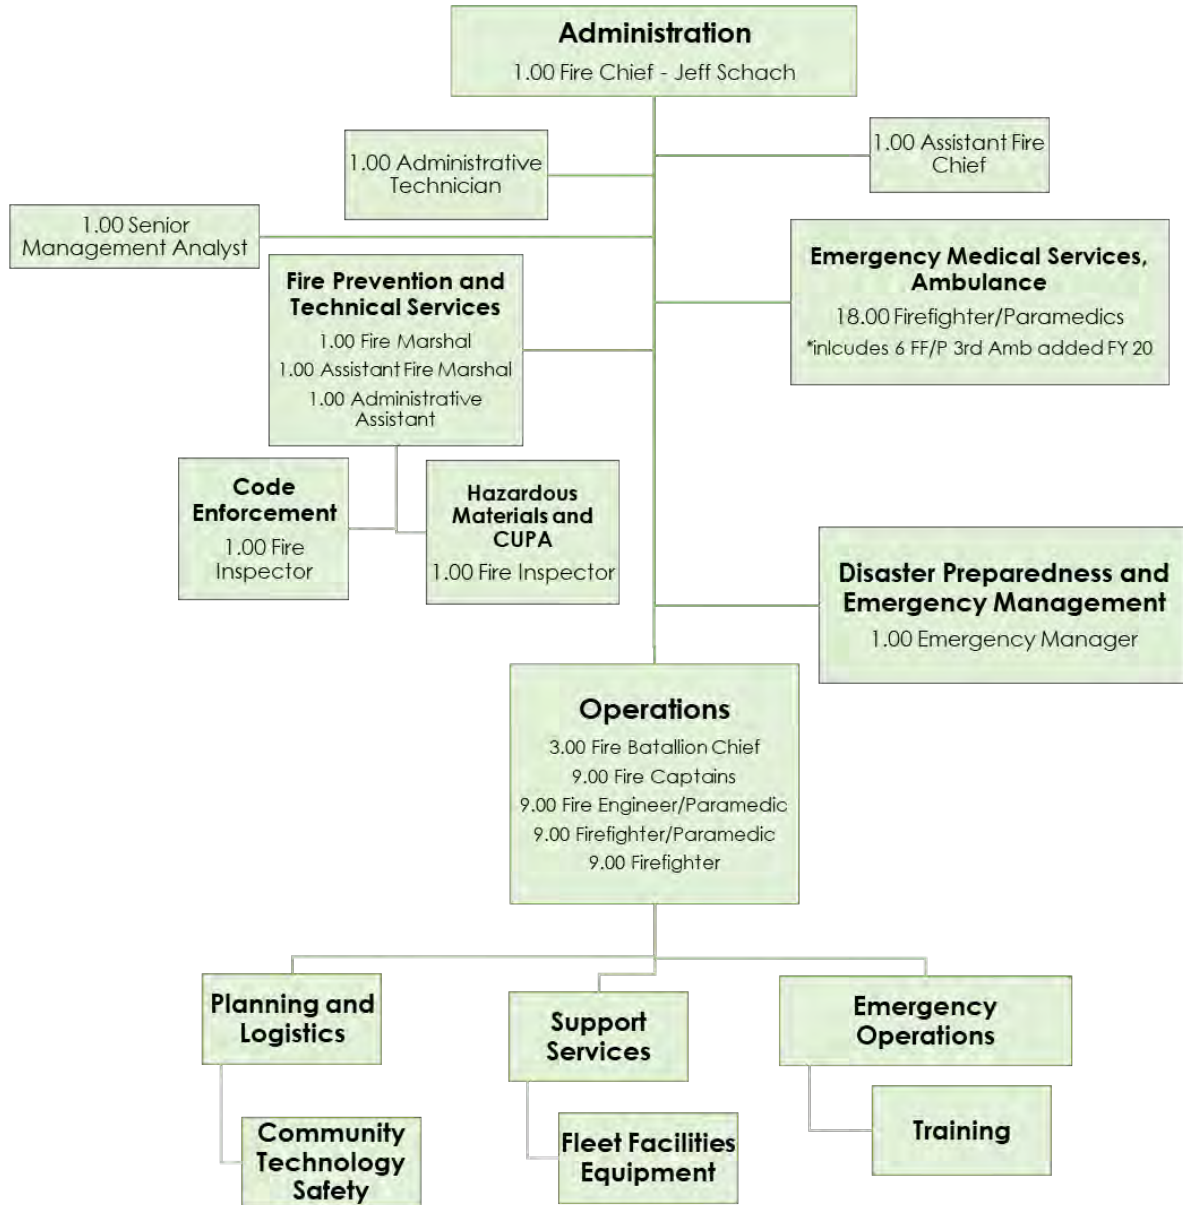 Administration
1.00 Fire Chief - Jeff Schach
1.00 Assistant Fire
Chief
1.00 Administrative
Technician
1.00 Senior
Management Analyst
Emergency Medical Services,
Ambulance
18.00 Firefighter/Paramedics
*inlcudes 6 FF/P 3rd Amb added FY 20
Fire Prevention and
Technical Services
1.00 Fire Marshal
1.00 Assistant Fire Marshal
1.00 Administrative
Assistant
Code
Enforcement
1.00 Fire
Inspector
Hazardous
Materials and
CUPA
1.00 Fire Inspector
Disaster Preparedness and
Emergency Management
1.00 Emergency Manager
Operations
3.00 Fire Batallion Chief
9.00 Fire Captains
9.00 Fire Engineer/Paramedic
9.00 Firefighter/Paramedic
9.00 Firefighter
Planning and
Logistics
Support
Services
Emergency
Operations
Community
Technology
Safety
Fleet Facilities
Equipment
Training